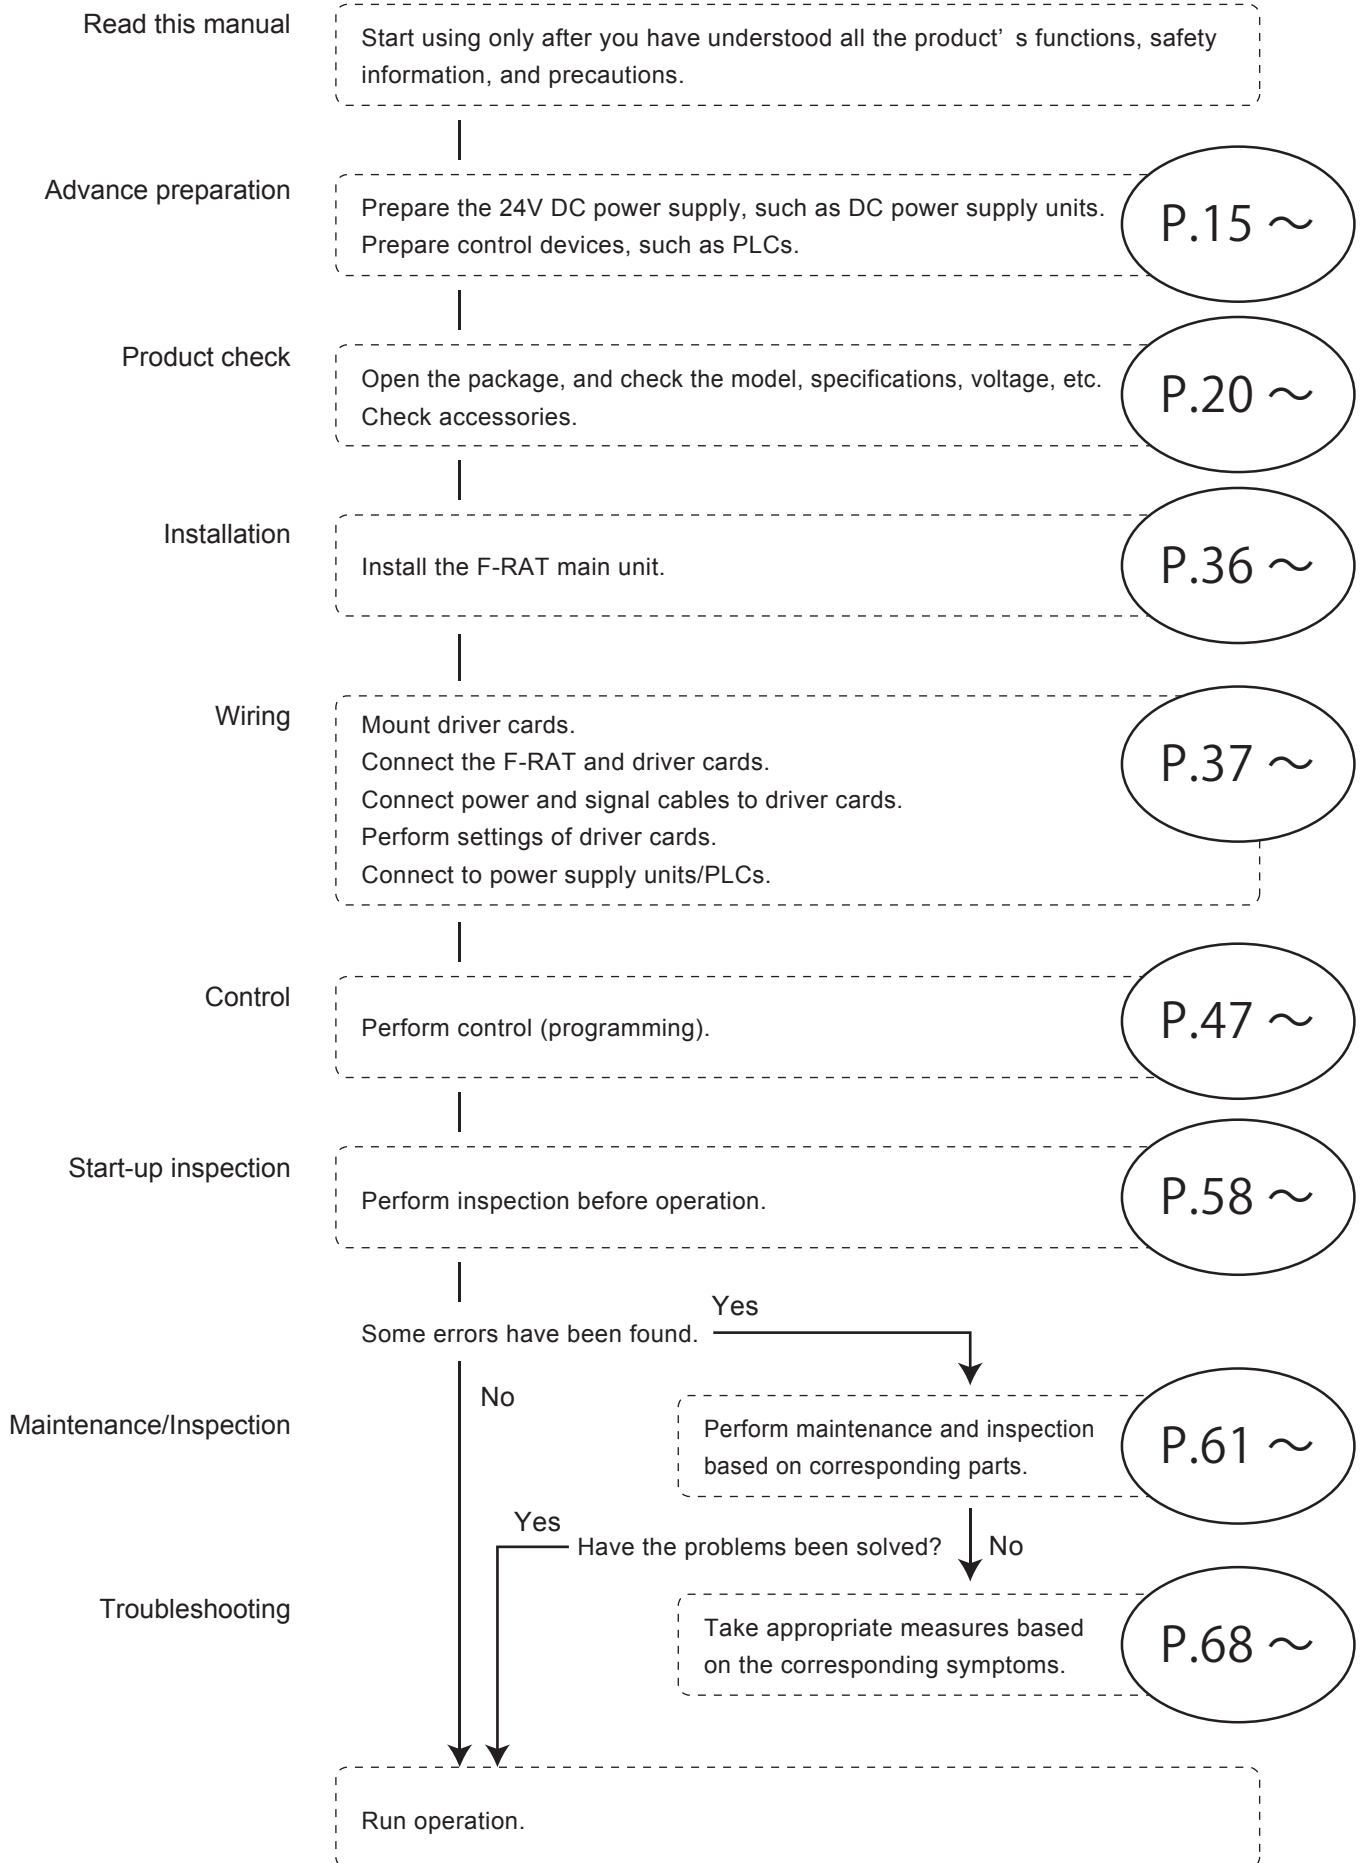 Read this manual
Start using only after you have understood all the product’ s functions, safety
information, and precautions.
Advance preparation
Prepare the 24V DC power supply, such as DC power supply units.
Prepare control devices, such as PLCs.
P.15 ～
Product check
Open the package, and check the model, specifications, voltage, etc.
Check accessories.
P.20 ～
Installation
Install the F-RAT main unit.
P.36 ～
Wiring
Mount driver cards.
Connect the F-RAT and driver cards.
Connect power and signal cables to driver cards.
Perform settings of driver cards.
Connect to power supply units/PLCs.
P.37 ～
Control
Perform control (programming).
P.47 ～
Start-up inspection
Perform inspection before operation.
P.58 ～
Some errors have been found.
Yes
No
Maintenance/Inspection
Perform maintenance and inspection
based on corresponding parts.
P.61 ～
Yes
Have the problems been solved?
No
Troubleshooting
Take appropriate measures based
on the corresponding symptoms.
P.68 ～
Run operation.